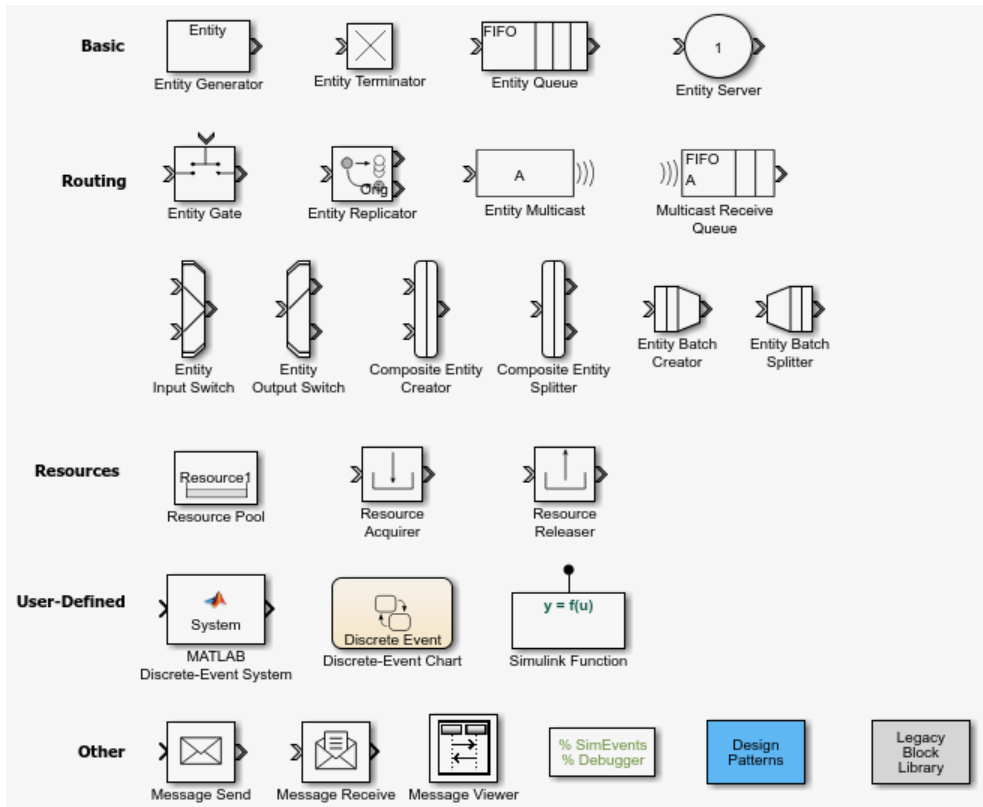 Basic
Entity
Entity Generator
Entity Terminator
FIFO
Entity Queue
1
Entity Server
Routing
Entity Gate
Orig
Entity Replicator
A
Entity Multicast
FIFO
A
Multicast Receive
Queue
Entity
Input Switch
Entity
Output Switch
Composite Entity
Creator
Composite Entity
Splitter
Entity Batch
Creator
Entity Batch
Splitter
Resources
Resource1
Resource Pool
Resource
Acquirer
Resource
Releaser
User-Defined
System
MATLAB
Discrete-Event System
Discrete Event
Discrete-Event Chart
y = f(u)
Simulink Function
Other
Message Send
Message Receive
Message Viewer
% SimEvents
% Debugger
Design
Patterns
Legacy
Block
Library